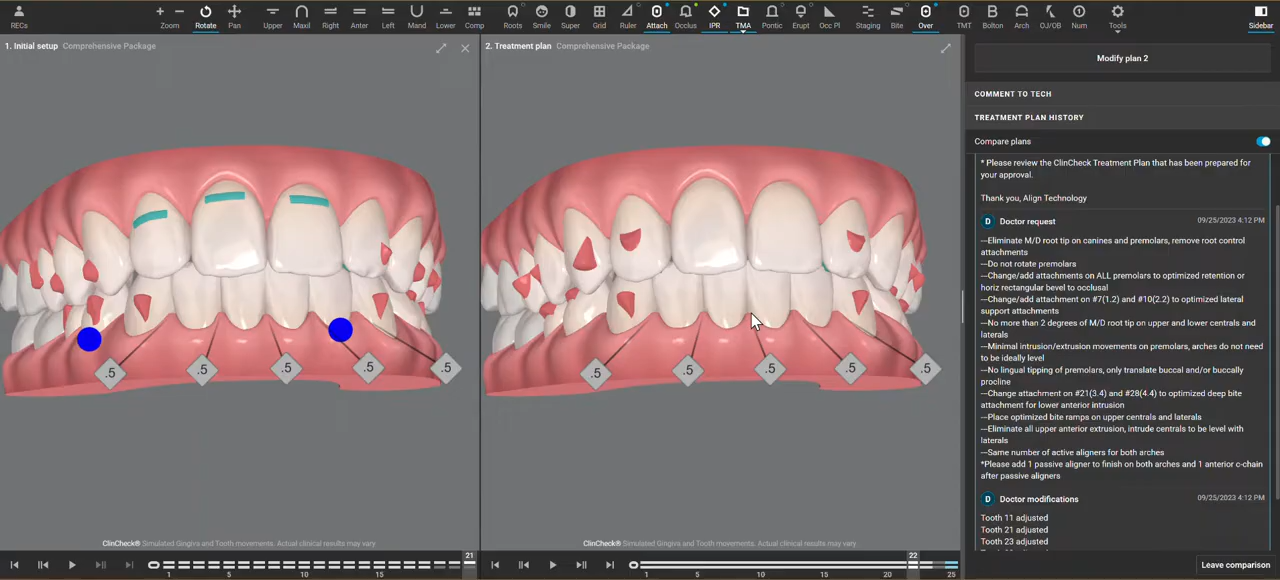 RECs
Zoom
Rotate
Pan
Upper
Maxil
Right
Anter
Left
Mand
Lower
Comp
Roots
Smile
Super
Grid
Ruler
Attach
Occlus
IPR
TMA
Pontic
Erupt
Occ Pl
Staging
Bite
Over
TMT
Bolton
Arch
OJ/OB
Num
Tools
Sidebar
1. Initial setup Comprehensive Package
2. Treatment plan Comprehensive Package
.5
.5
.5
.5
.5
.5
.5
.5
.5
.5
ClinCheck® Simulated Gingiva and Tooth movements. Actual clinical results may vary.
ClinCheck® Simulated Gingiva and Tooth movements. Actual clinical results may vary.
21
1 5 10 15
22
1 5 10 15 20 25
Modify plan 2
COMMENT TO TECH
TREATMENT PLAN HISTORY
Compare plans
* Please review the ClinCheck Treatment Plan that has been prepared for
your approval.
Thank you, Align Technology
D Doctor request 09/25/2023 4:12 PM
---Eliminate M/D root tip on canines and premolars, remove root control
attachments
---Do not rotate premolars
---Change/add attachments on ALL premolars to optimized retention or
horiz rectangular bevel to occlusal
---Change/add attachment on #7(1.2) and #10(2.2) to optimized lateral
support attachments
---No more than 2 degrees of M/D root tip on upper and lower centrals and
laterals
---Minimal intrusion/extrusion movements on premolars, arches do not need
to be ideally level
---No lingual tipping of premolars, only translate buccal and/or buccally
procline
---Change attachment on #21(3.4) and #28(4.4) to optimized deep bite
attachment for lower anterior intrusion
---Place optimized bite ramps on upper centrals and laterals
---Eliminate all upper anterior extrusion, intrude centrals to be level with
laterals
---Same number of active aligners for both arches
*Please add 1 passive aligner to finish on both arches and 1 anterior c-chain
after passive aligners
D Doctor modifications 09/25/2023 4:12 PM
Tooth 11 adjusted
Tooth 21 adjusted
Tooth 23 adjusted
Leave comparison